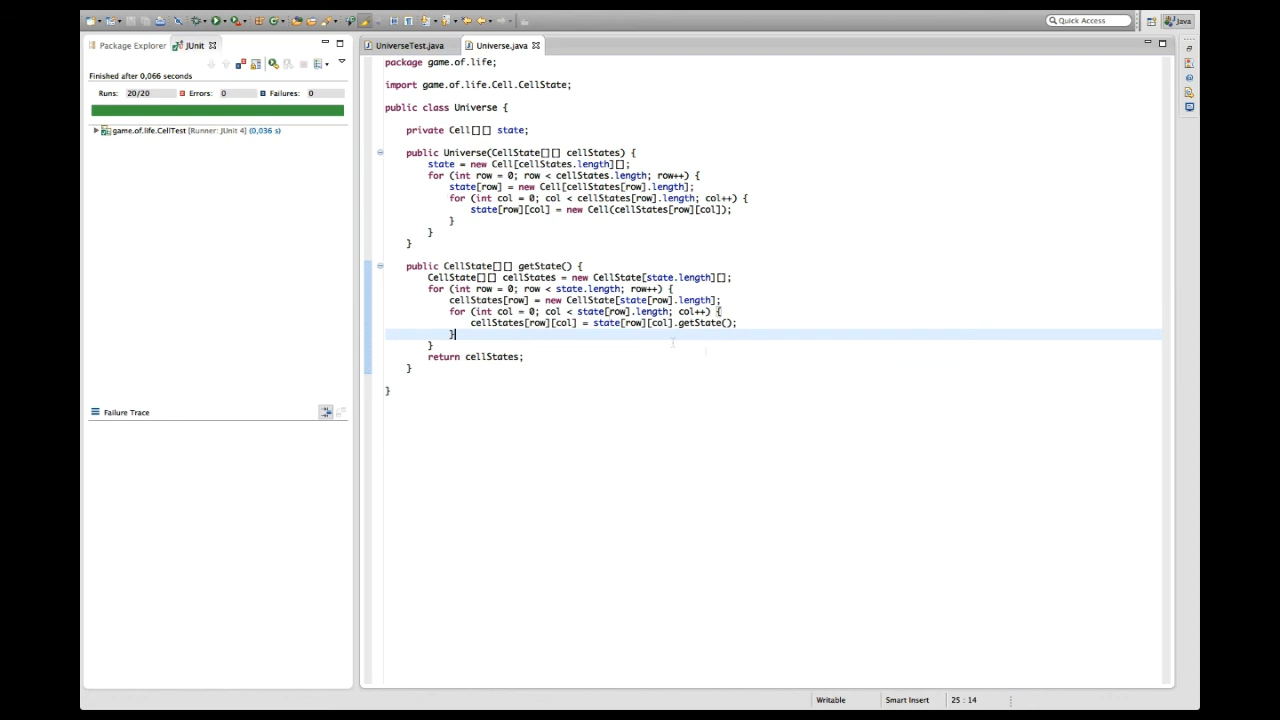 Quick Access
Java
Package Explorer
JUnit
UniverseTest.java
Universe.java
Finished after 0,066 seconds
Runs: 20/20
Errors: 0
Failures: 0
game.of.life.CellTest [Runner: JUnit 4] (0,036 s)
Failure Trace
package game.of.life;
import game.of.life.Cell.CellState;
public class Universe {
private Cell[][] state;
public Universe(CellState[][] cellStates) {
state = new Cell[cellStates.length][];
for (int row = 0; row < cellStates.length; row++) {
state[row] = new Cell[cellStates[row].length];
for (int col = 0; col < cellStates[row].length; col++) {
state[row][col] = new Cell(cellStates[row][col]);
}
}
}
public CellState[][] getState() {
CellState[][] cellStates = new CellState[state.length][];
for (int row = 0; row < state.length; row++) {
cellStates[row] = new CellState[state[row].length];
for (int col = 0; col < state[row].length; col++) {
cellStates[row][col] = state[row][col].getState();
}
}
return cellStates;
}
}
Writable
Smart Insert
25 : 14